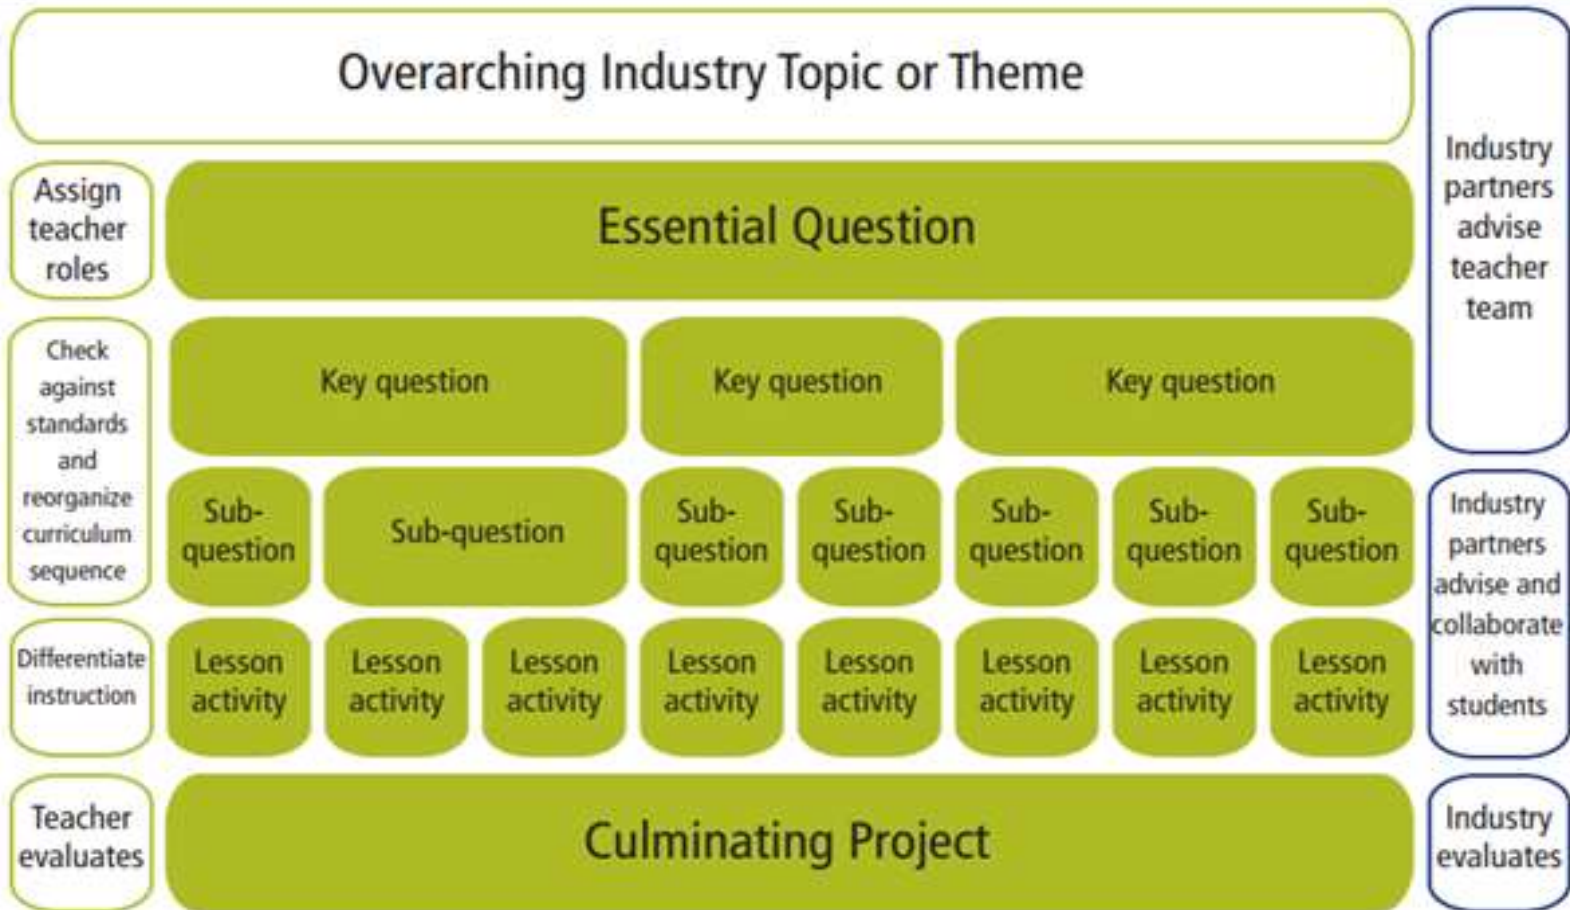 Overarching Industry Topic or Theme
Industry
partners
advise
teacher
team
Assign
teacher
roles
Essential Question
Check
against
standards
and
reorganize
curriculum
sequence
Key question
Key question
Key question
Sub-
question
Sub-question
Sub-
question
Sub-
question
Sub-
question
Sub-
question
Sub-
question
Industry
partners
advise and
collaborate
with
students
Differentiate
instruction
Lesson
activity
Lesson
activity
Lesson
activity
Lesson
activity
Lesson
activity
Lesson
activity
Lesson
activity
Lesson
activity
Teacher
evaluates
Culminating Project
Industry
evaluates